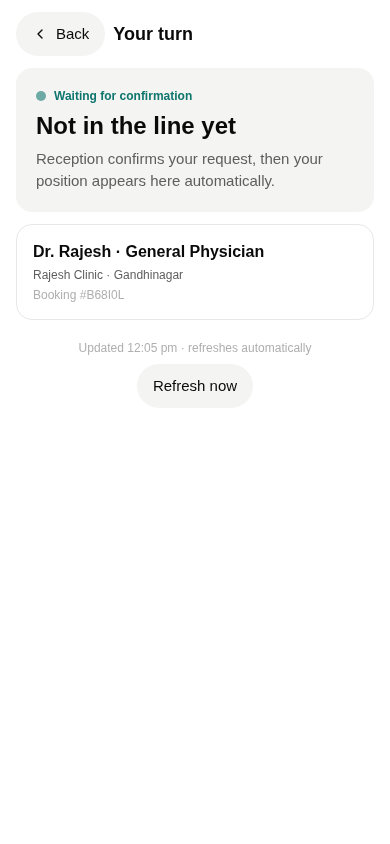 Back
Your turn
Waiting for confirmation
Not in the line yet
Reception confirms your request, then your
position appears here automatically.
Dr. Rajesh · General Physician
Rajesh Clinic · Gandhinagar
Booking #B68I0L
Updated 12:05 pm · refreshes automatically
Refresh now